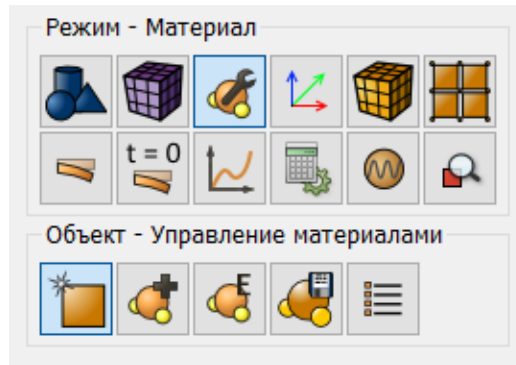 Режим - Материал
t = 0
Объект - Управление материалами
E